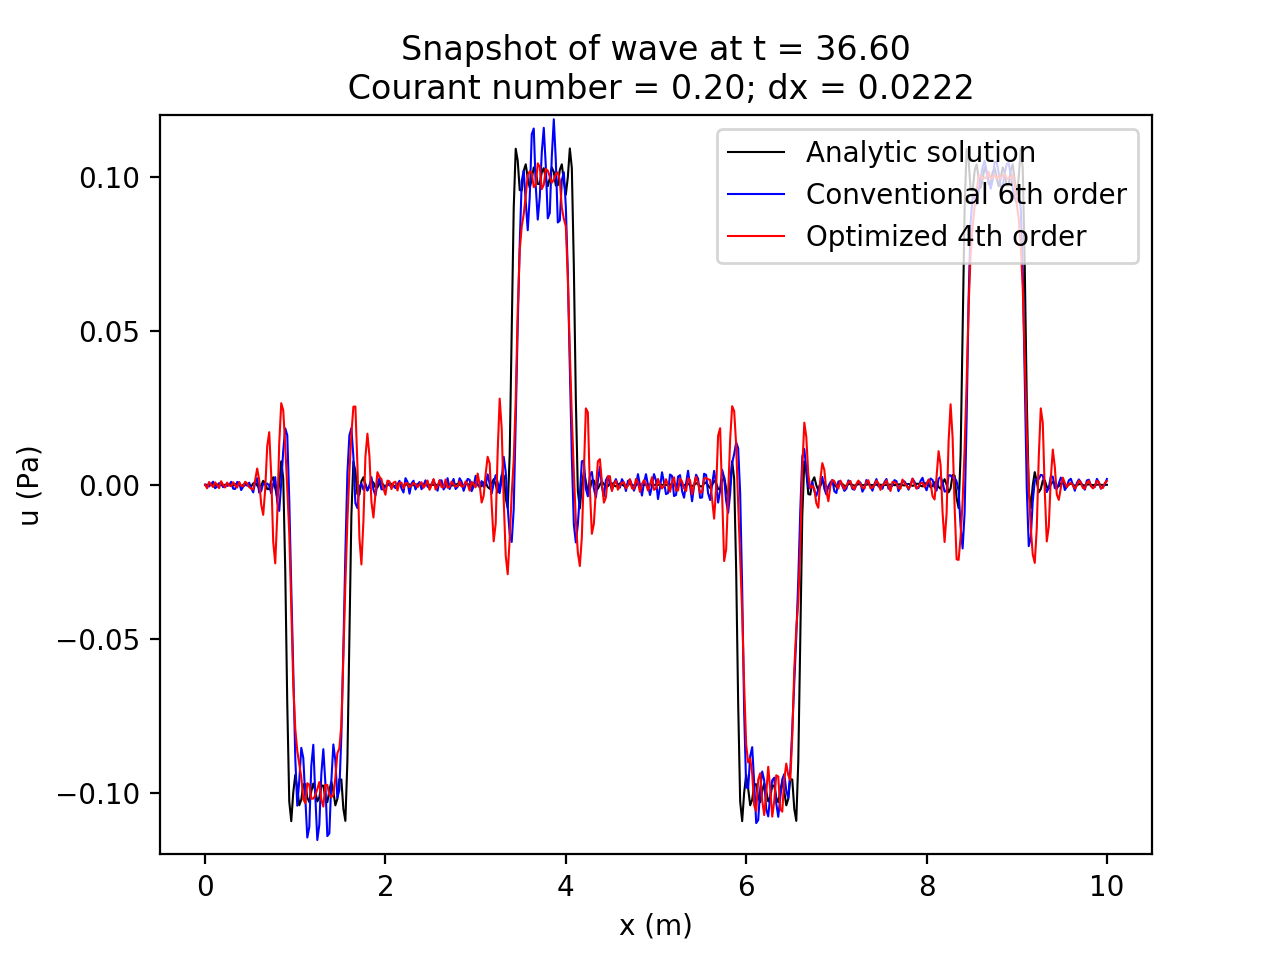 Snapshot of wave at t = 36.60
Courant number = 0.20; dx = 0.0222
Analytic solution
Conventional 6th order
Optimized 4th order
0.10
0.05
0.00
−0.05
−0.10
u (Pa)
0 2 4 6 8 10
x (m)